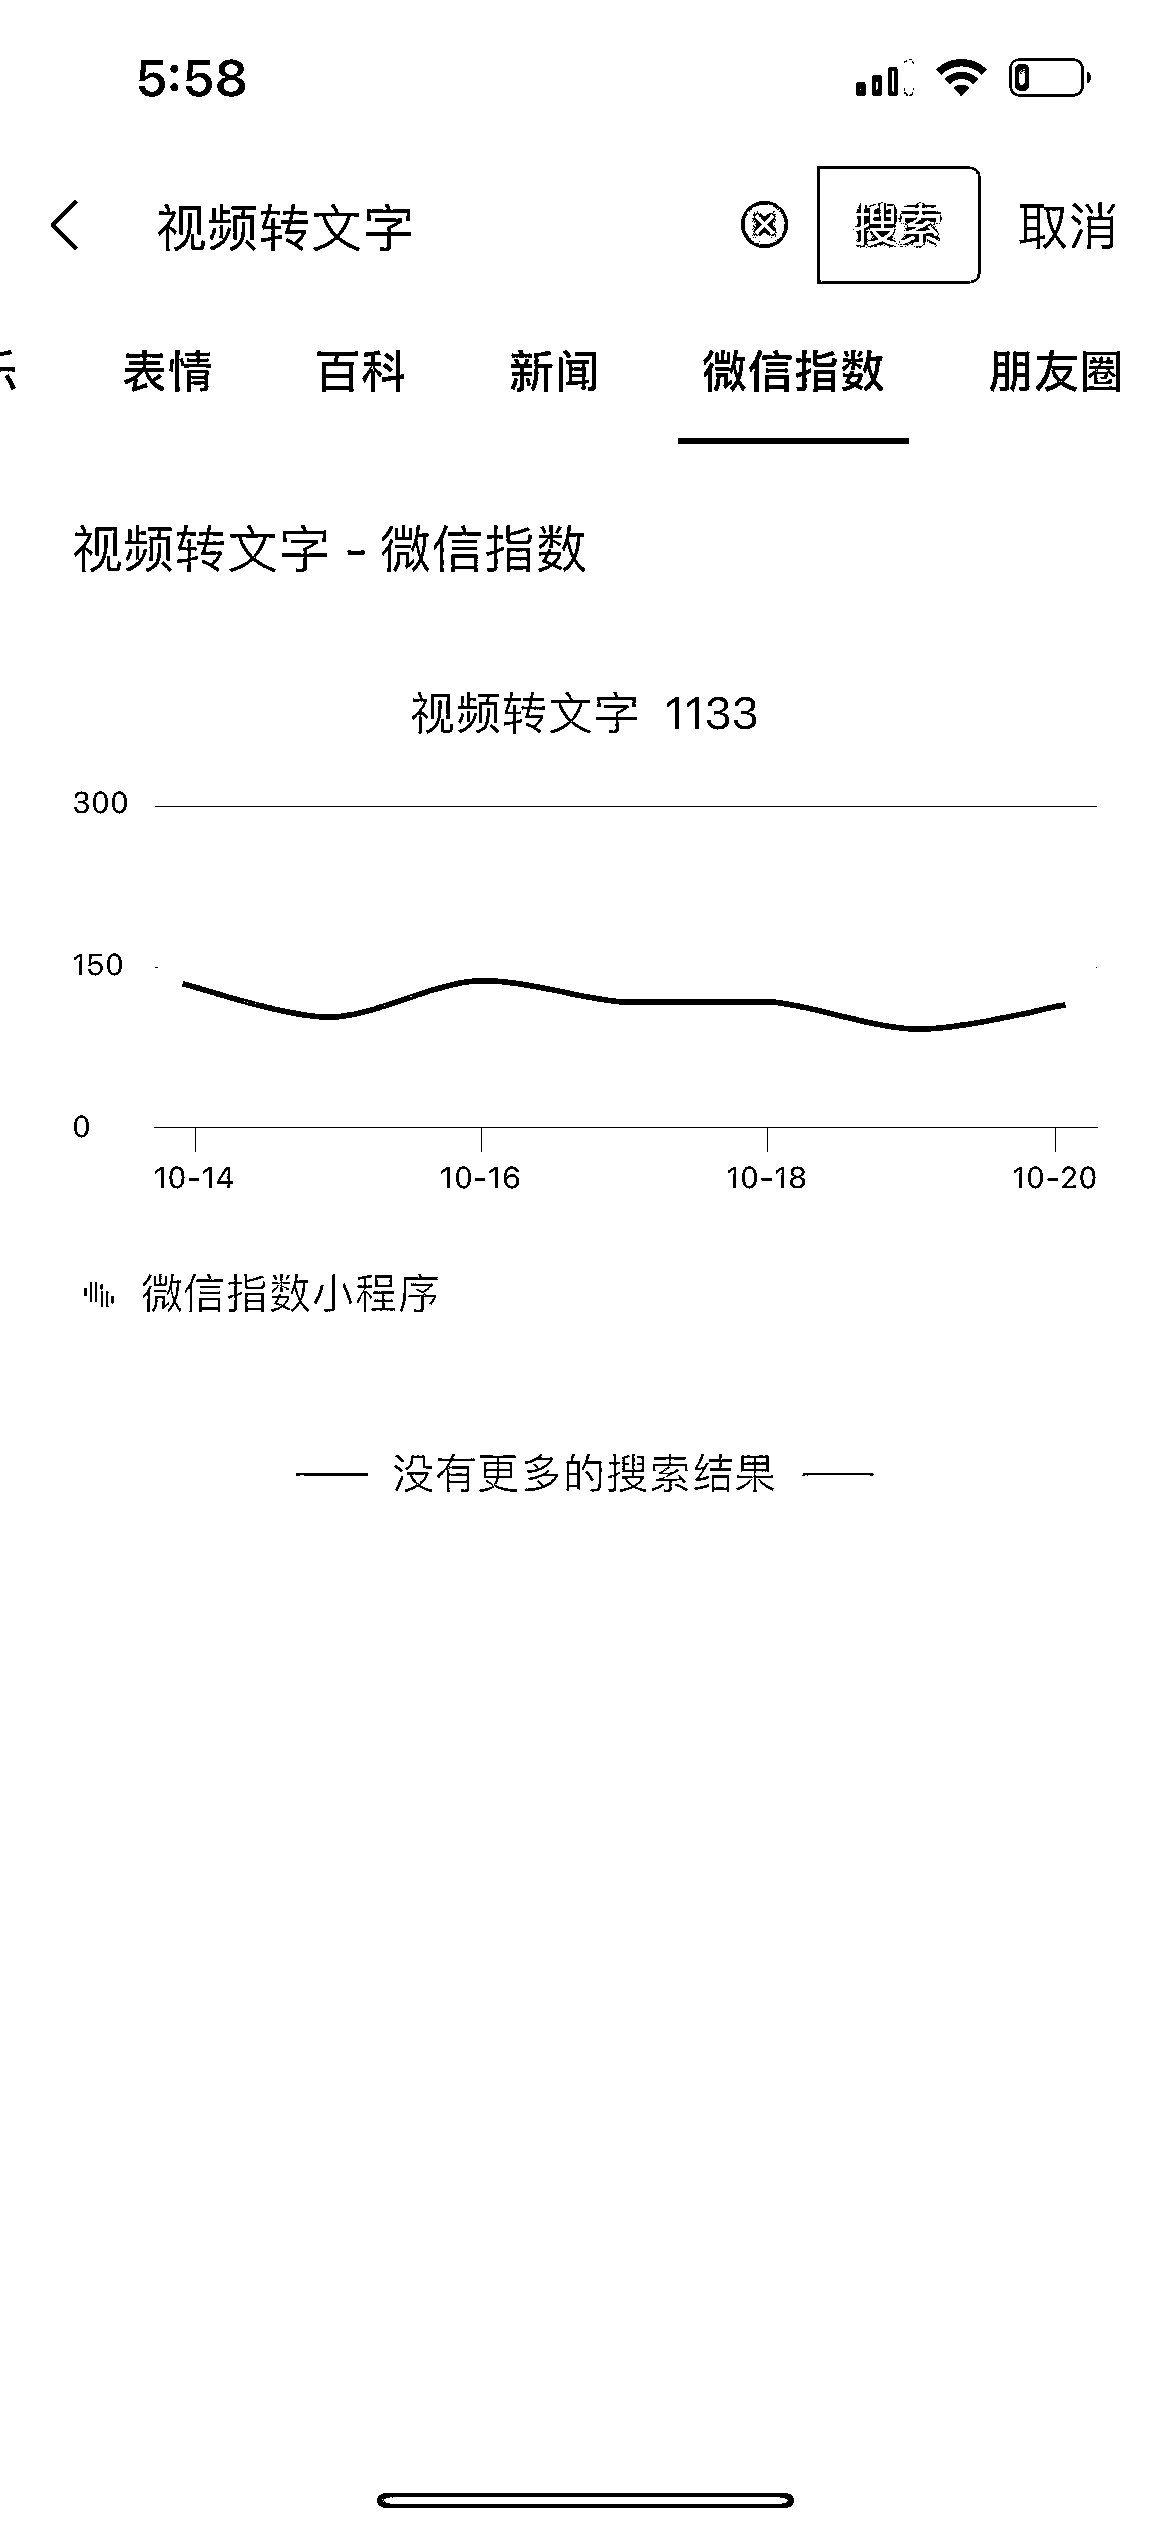 5:58
视频转文字 搜索 取消
表情 百科 新闻 微信指数 朋友圈
视频转文字 - 微信指数
视频转文字 1133
300
150
0
10-14 10-16 10-18 10-20
微信指数小程序
没有更多的搜索结果